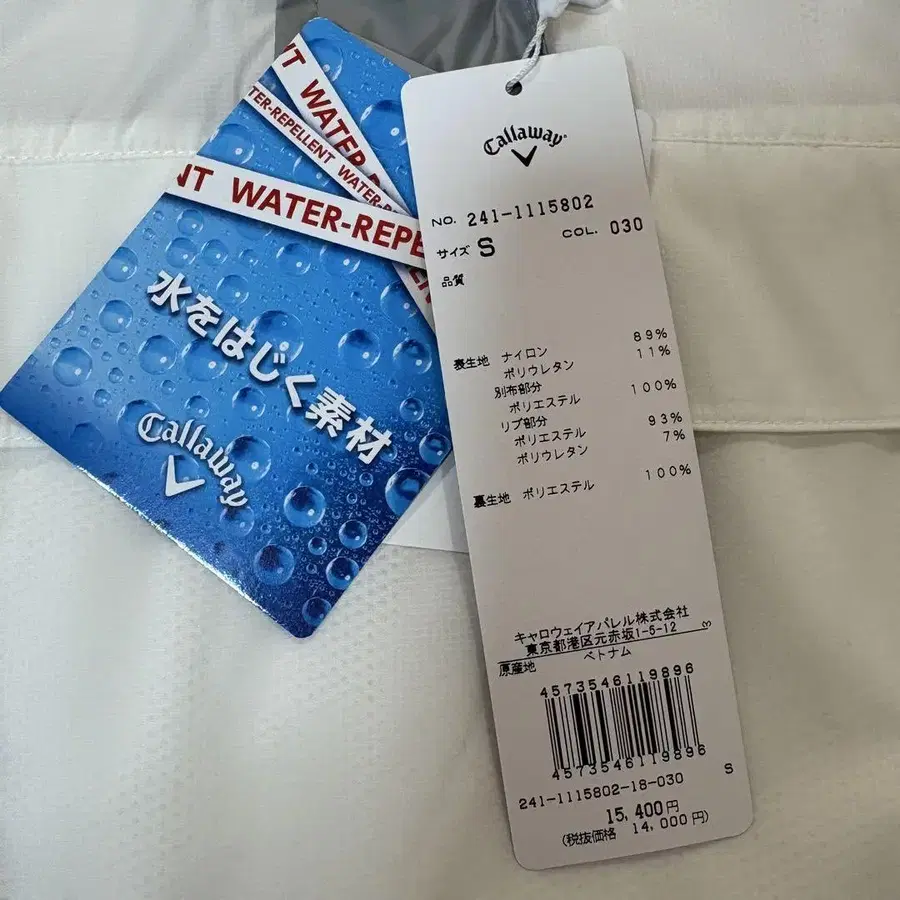 NT WATER-R
TER-REPELLENT WATER-R
NT WATER-REPE
EN
水をはじく素材
Callaway
Callaway
NO. 241-1115802
サイズ S COL. 030
品質
表生地 ナイロン 89%
ポリウレタン 11%
別布部分
ポリエステル 100%
リブ部分
ポリエステル 93%
ポリウレタン 7%
裏生地 ポリエステル 100%
キャロウェイアパレル株式会社
東京都港区元赤坂1-5-12 3
原産地 ベトナム
4573546119896
4573546119896
241-1115802-18-030 S
15,400円
(税抜価格 14,000円)